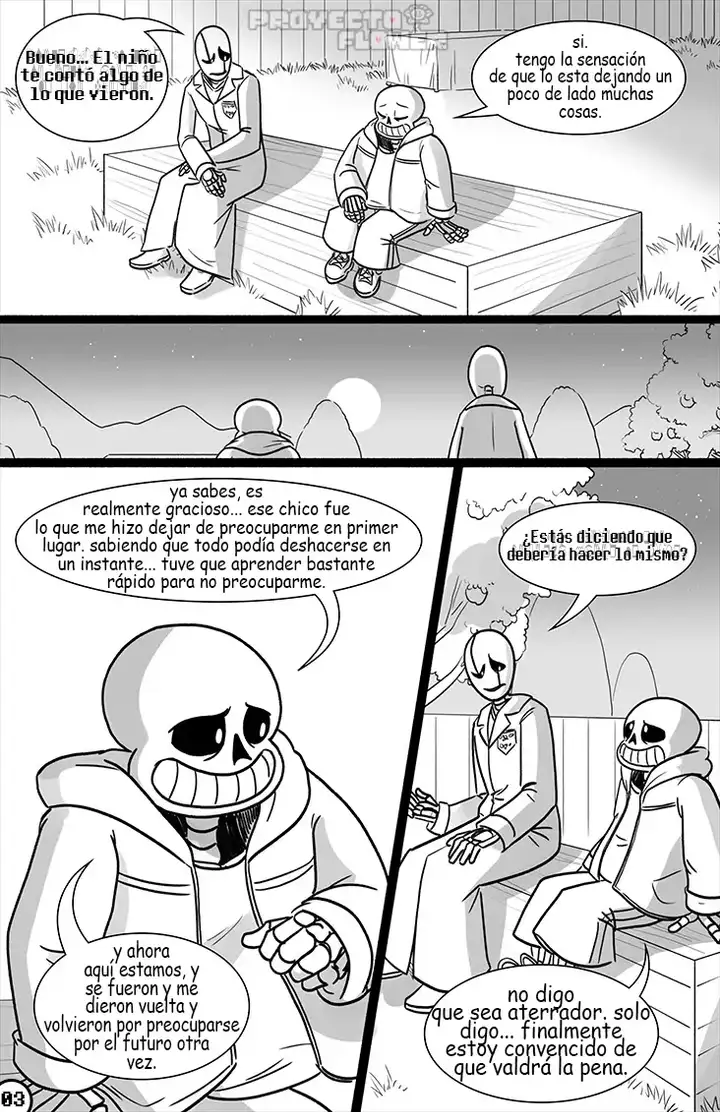 PROYECTO
FLOWER
Bueno... El niño
te contó algo de
lo que vieron.
si.
tengo la sensación
de que lo esta dejando un
poco de lado muchas
cosas.
ya sabes, es
realmente gracioso... ese chico fue
lo que me hizo dejar de preocuparme en primer
lugar. sabiendo que todo podía deshacerse en
un instante... tuve que aprender bastante
rápido para no preocuparme.
¿Estás diciendo que
debería hacer lo mismo?
y ahora
aquí estamos, y
se fueron y me
dieron vuelta y
volvieron por preocuparse
por el futuro otra
vez.
no digo
que sea aterrador. solo
digo... finalmente
estoy convencido de
que valdrá la pena.
03